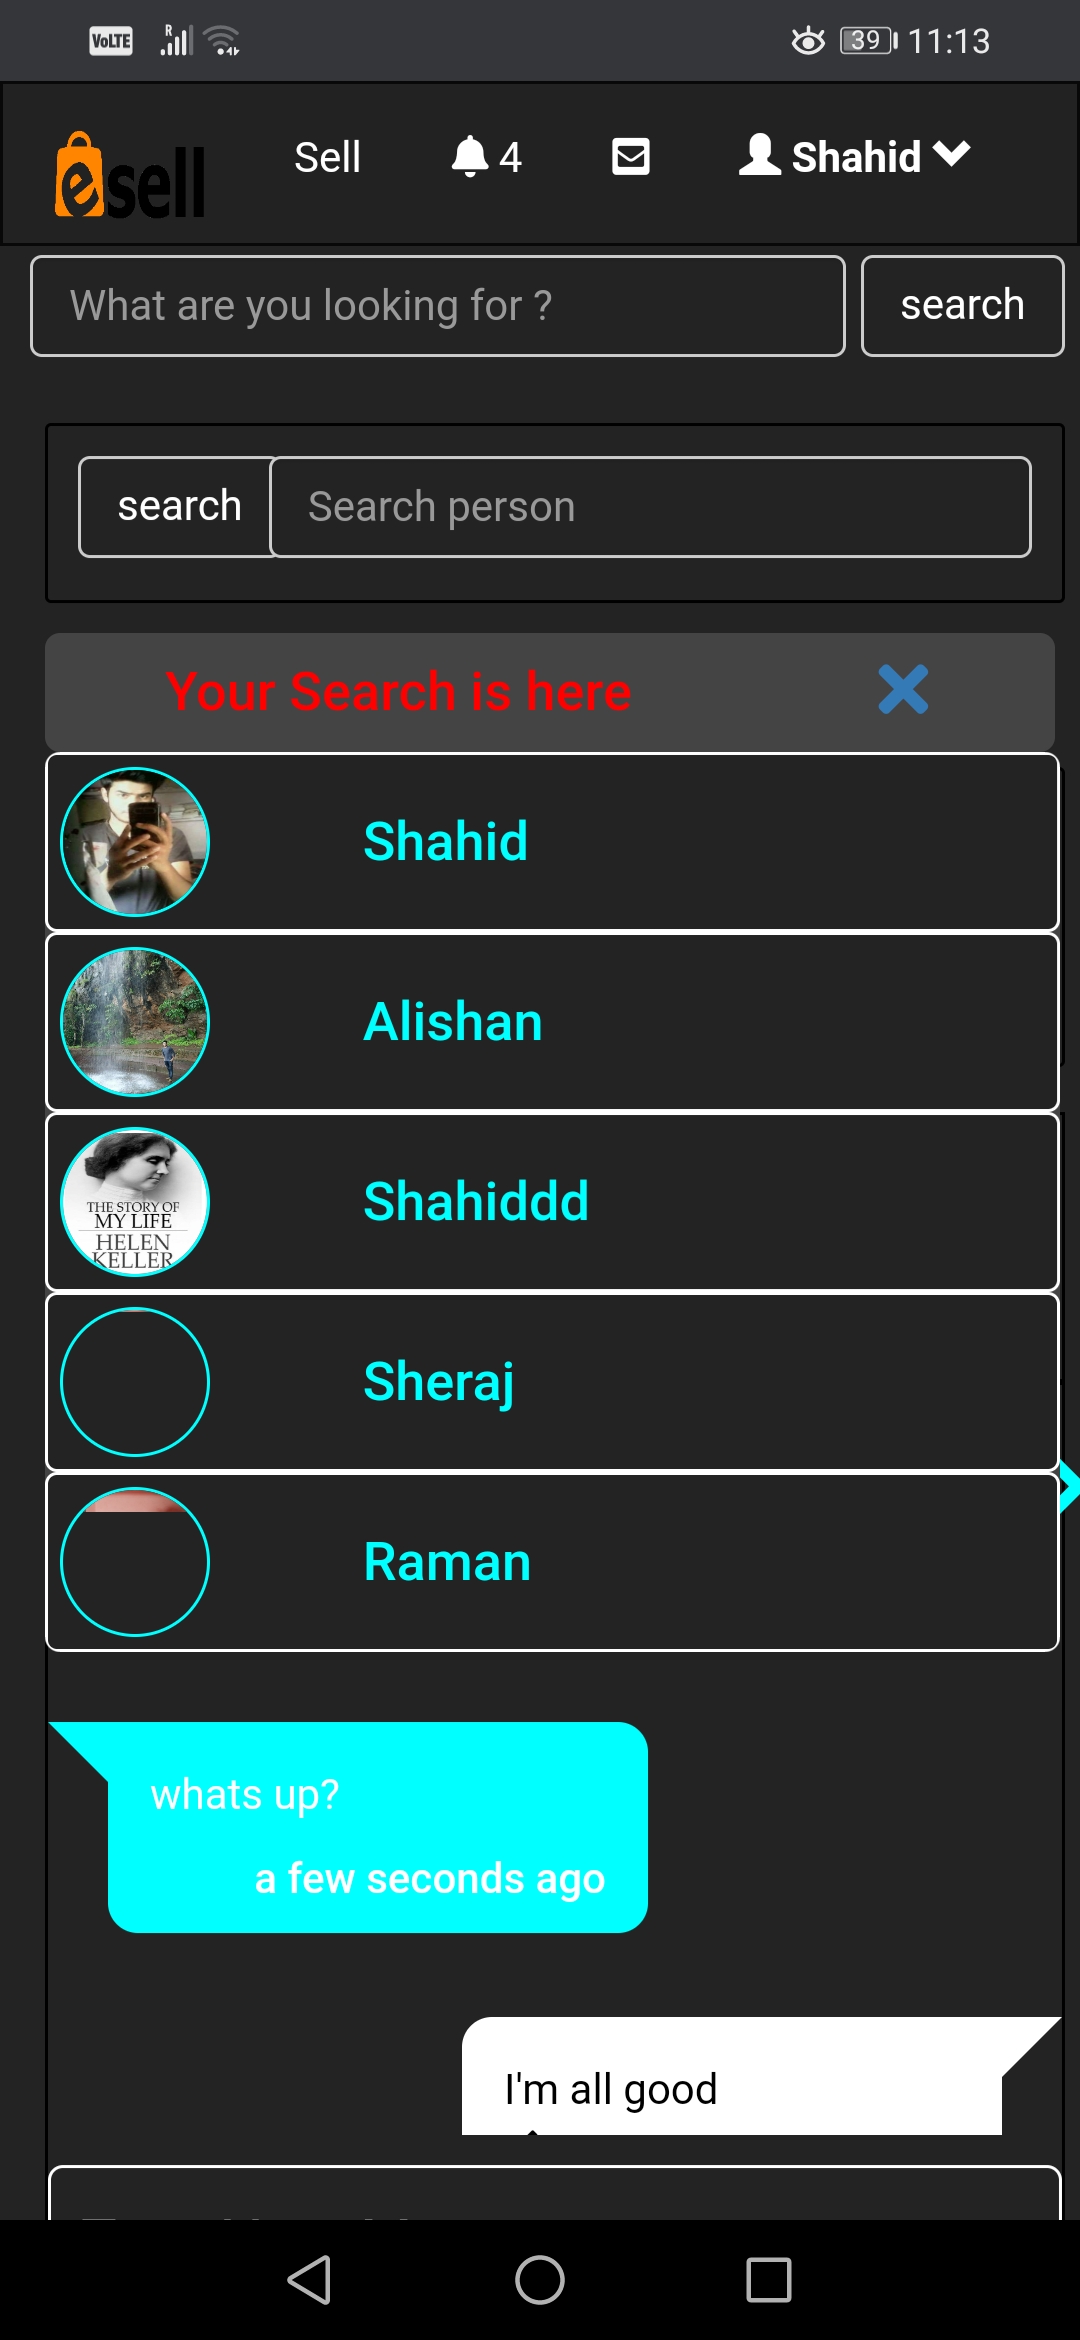 VoLTE R 39 11:13
esell Sell 4 Shahid
What are you looking for ? search
search Search person
Your Search is here
Shahid
Alishan
THE STORY OF
MY LIFE
HELEN
KELLER
Shahiddd
Sheraj
Raman
whats up?
a few seconds ago
I'm all good